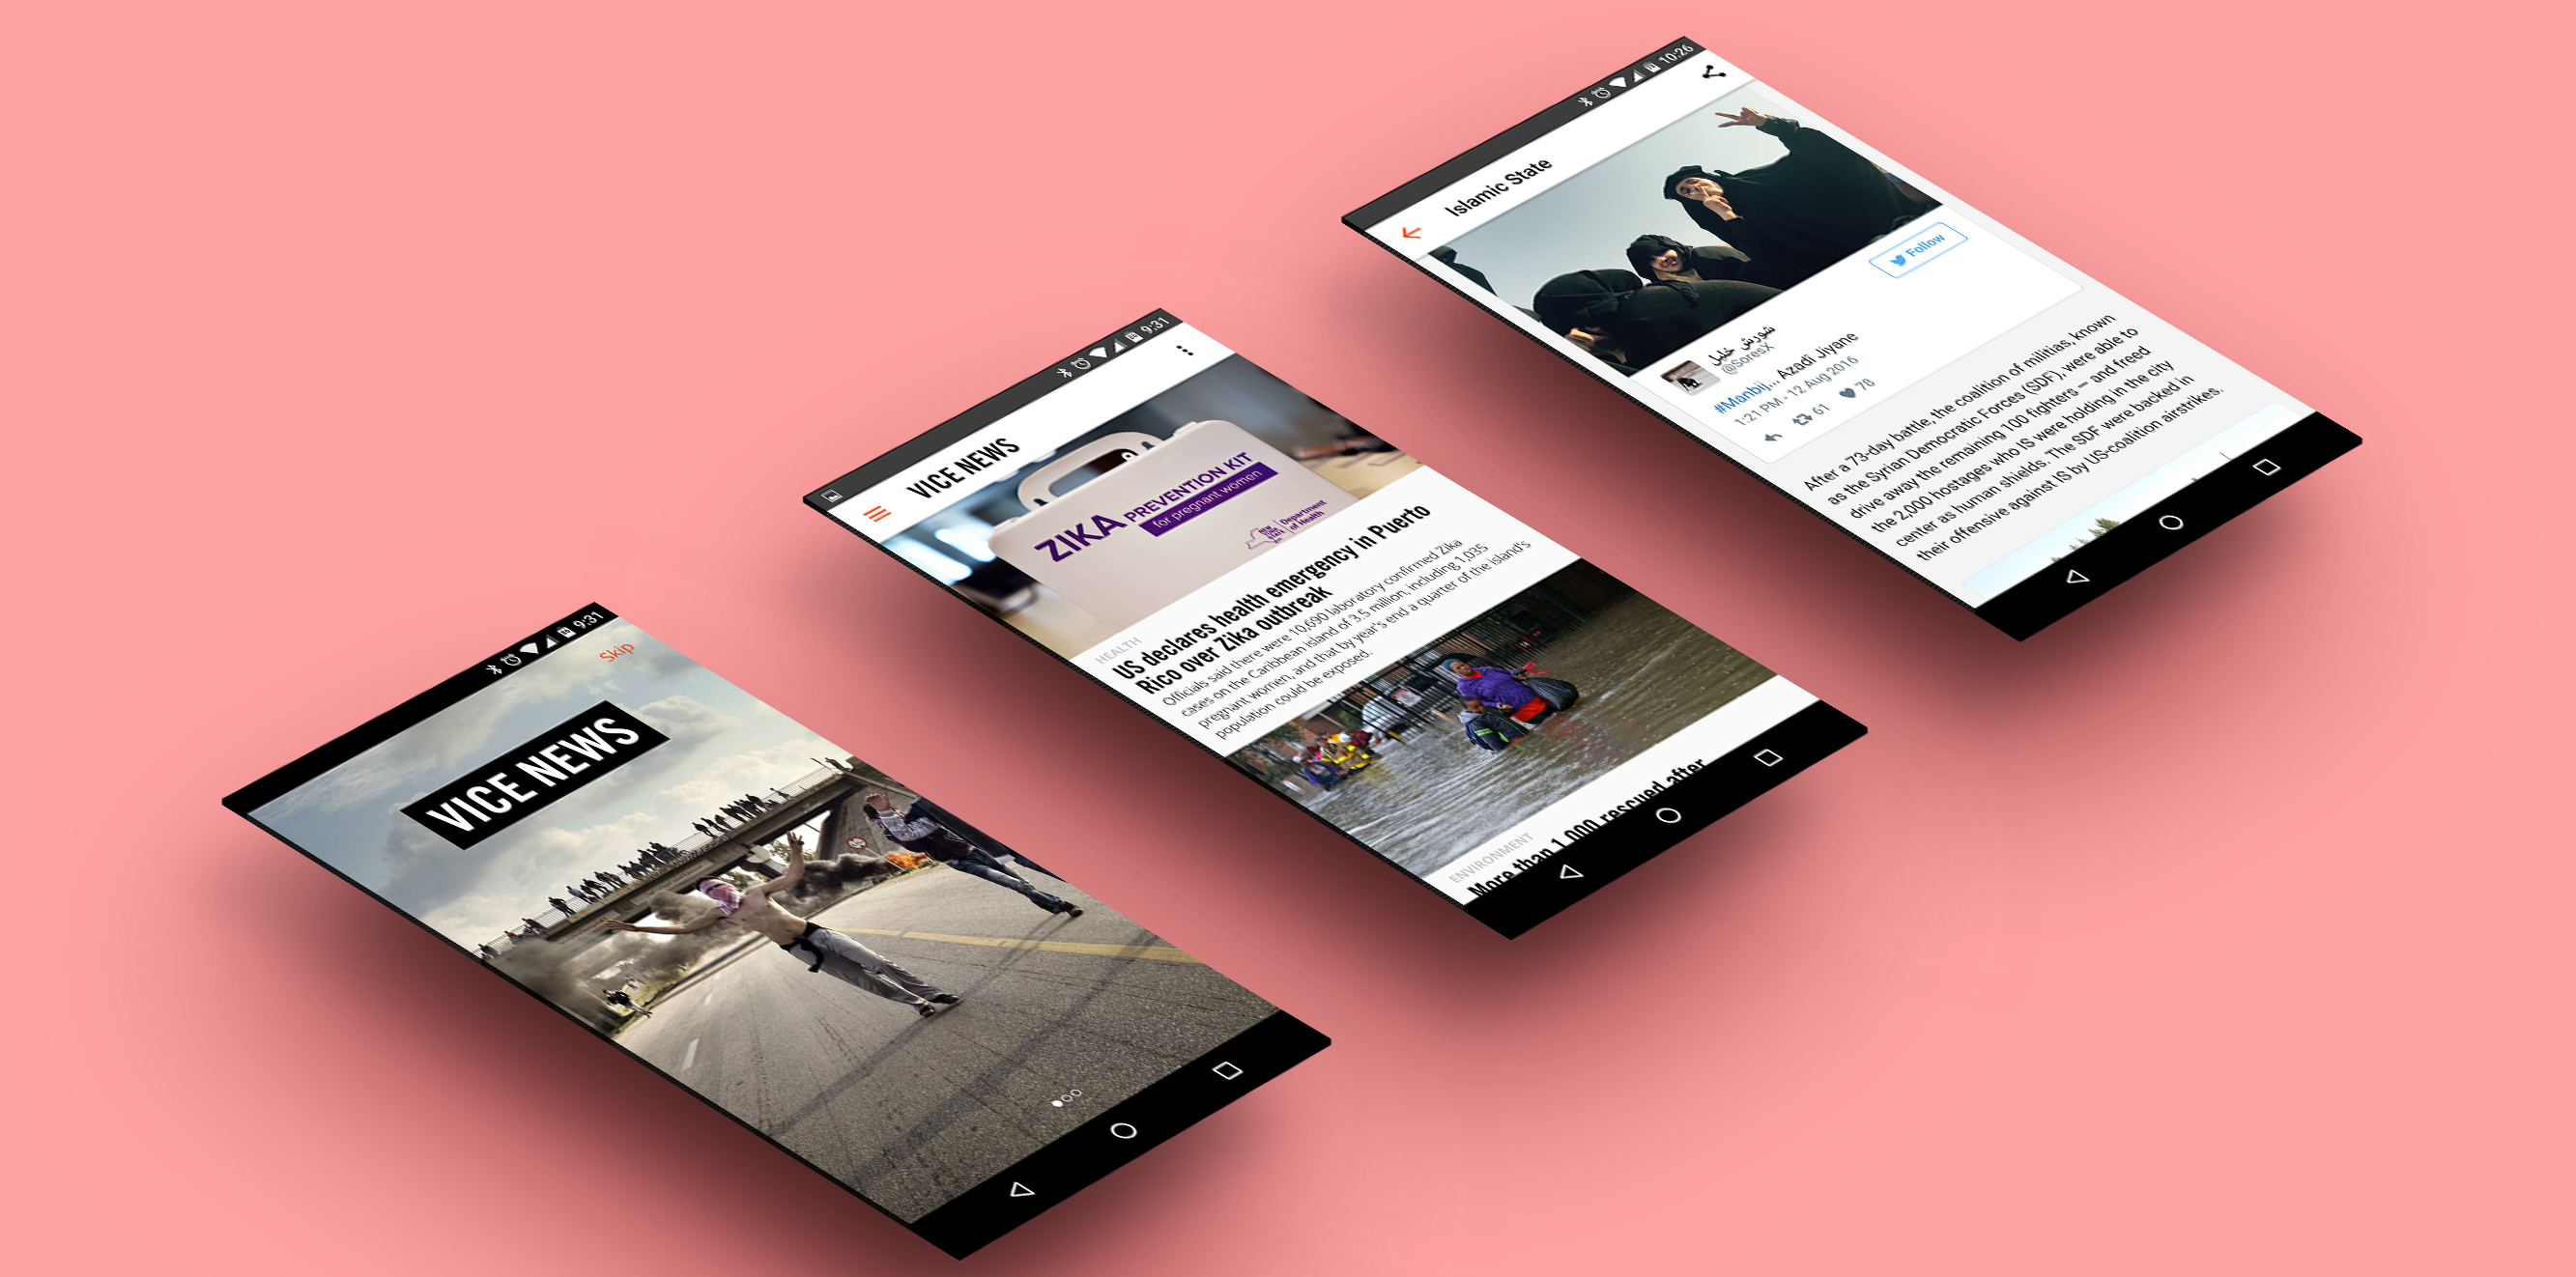 9:31
Skip
VICE NEWS
9:31
VICE NEWS
ZIKA PREVENTION KIT
for pregnant women
NEW
YORK
STATE
Department
of Health
HEALTH
US declares health emergency in Puerto
Rico over Zika outbreak
Officials said there were 10,690 laboratory confirmed Zika
cases on the Caribbean island of 3.5 million, including 1,035
pregnant women, and that by year's end a quarter of the island's
population could be exposed.
ENVIRONMENT
More than 1,000 rescued after
10:26
Islamic State
Follow
شورش خليل
@SoresX
#Manbij,,, Azadî Jiyane
1:21 PM - 12 Aug 2016
61
78
After a 73-day battle, the coalition of militias, known
as the Syrian Democratic Forces (SDF), were able to
drive away the remaining 100 fighters — and freed
the 2,000 hostages who IS were holding in the city
center as human shields. The SDF were backed in
their offensive against IS by US-coalition airstrikes.